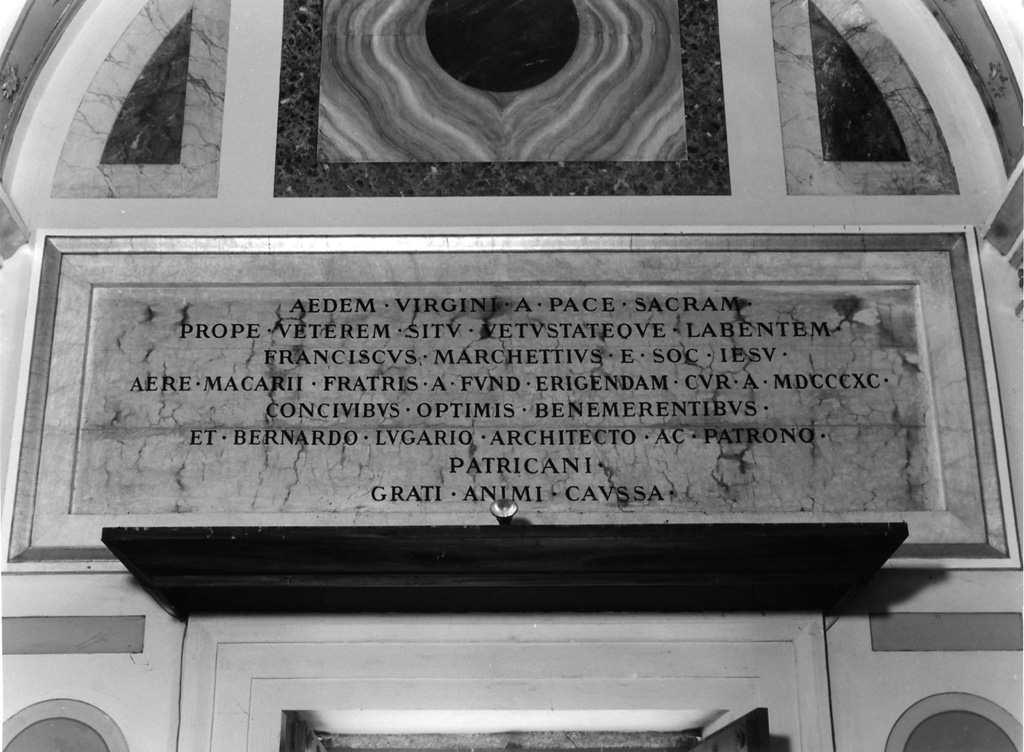 AEDEM · VIRGINI · A · PACE · SACRAM ·
PROPE · VETEREM · SITV · VETVSTATEQVE · LABENTEM ·
FRANCISCVS · MARCHETTIVS · E · SOC · IESV ·
AERE · MACARII · FRATRIS · A · FVND · ERIGENDAM · CVR · A · MDCCCXC ·
CONCIVIBVS · OPTIMIS · BENEMERENTIBVS ·
ET · BERNARDO · LVGARIO · ARCHITECTO · AC · PATRONO ·
PATRICANI ·
GRATI · ANIMI · CAVSSA ·